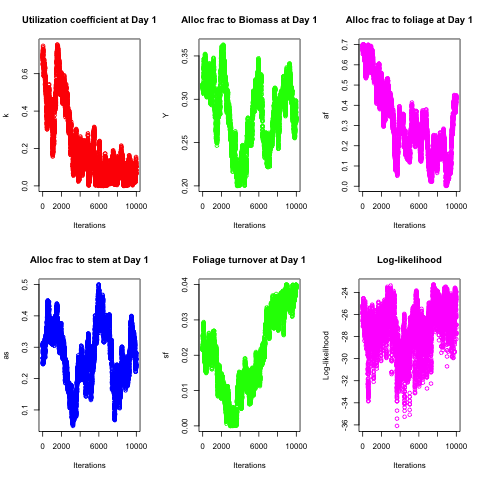 Utilization coefficient at Day 1
k
0.0 0.2 0.4 0.6
0 2000 6000 10000
Iterations
Alloc frac to Biomass at Day 1
Y
0.20 0.25 0.30 0.35
0 2000 6000 10000
Iterations
Alloc frac to foliage at Day 1
af
0.0 0.1 0.2 0.3 0.4 0.5 0.6 0.7
0 2000 6000 10000
Iterations
Alloc frac to stem at Day 1
as
0.1 0.2 0.3 0.4 0.5
0 2000 6000 10000
Iterations
Foliage turnover at Day 1
sf
0.00 0.01 0.02 0.03 0.04
0 2000 6000 10000
Iterations
Log-likelihood
Log-likelihood
-36 -34 -32 -30 -28 -26 -24
0 2000 6000 10000
Iterations